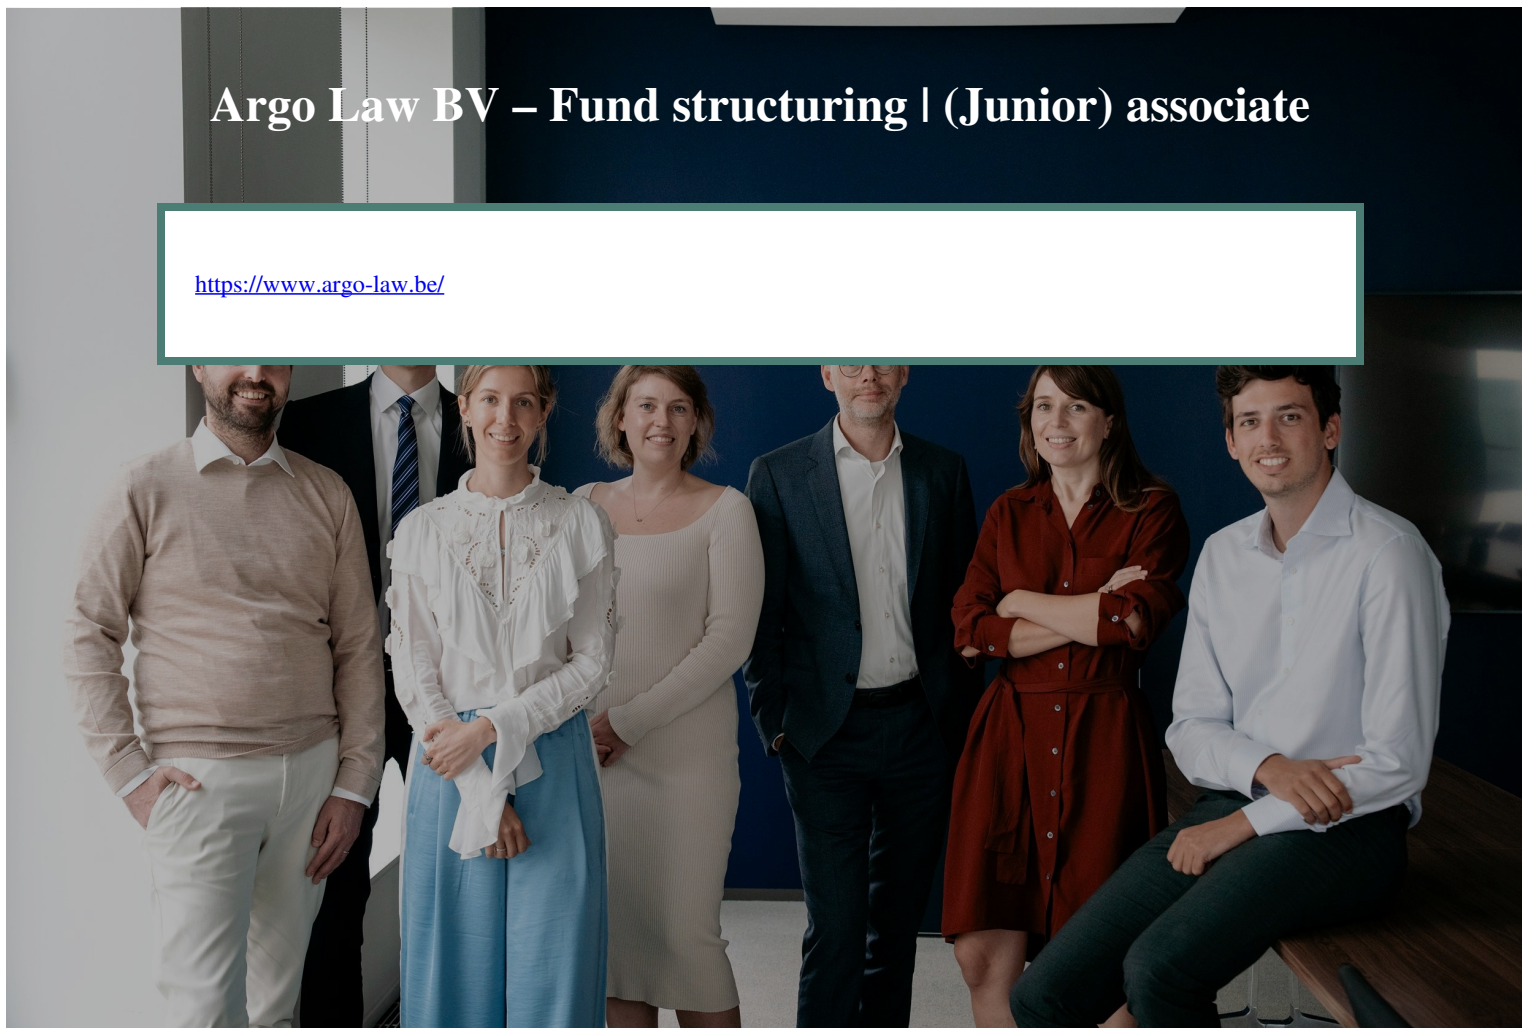 Argo Law BV – Fund structuring | (Junior) associate
https://www.argo-law.be/